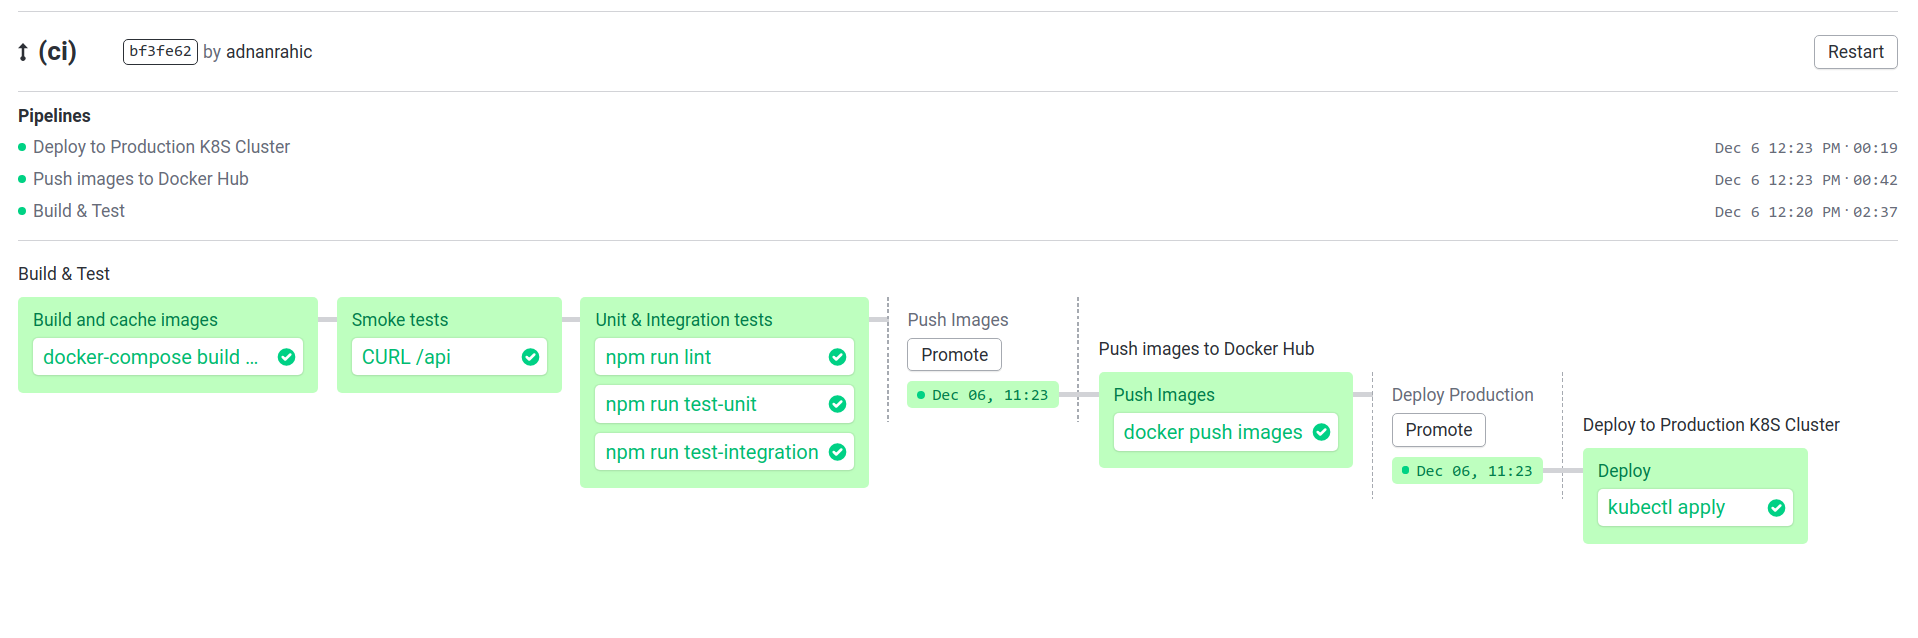 (ci) bf3fe62 by adnanrahic Restart
Pipelines
Deploy to Production K8S Cluster Dec 6 12:23 PM · 00:19
Push images to Docker Hub Dec 6 12:23 PM · 00:42
Build & Test Dec 6 12:20 PM · 02:37
Build & Test
Build and cache images
docker-compose build ...
Smoke tests
CURL /api
Unit & Integration tests
npm run lint
npm run test-unit
npm run test-integration
Push Images
Promote
Dec 06, 11:23
Push images to Docker Hub
Push Images
docker push images
Deploy Production
Promote
Dec 06, 11:23
Deploy to Production K8S Cluster
Deploy
kubectl apply